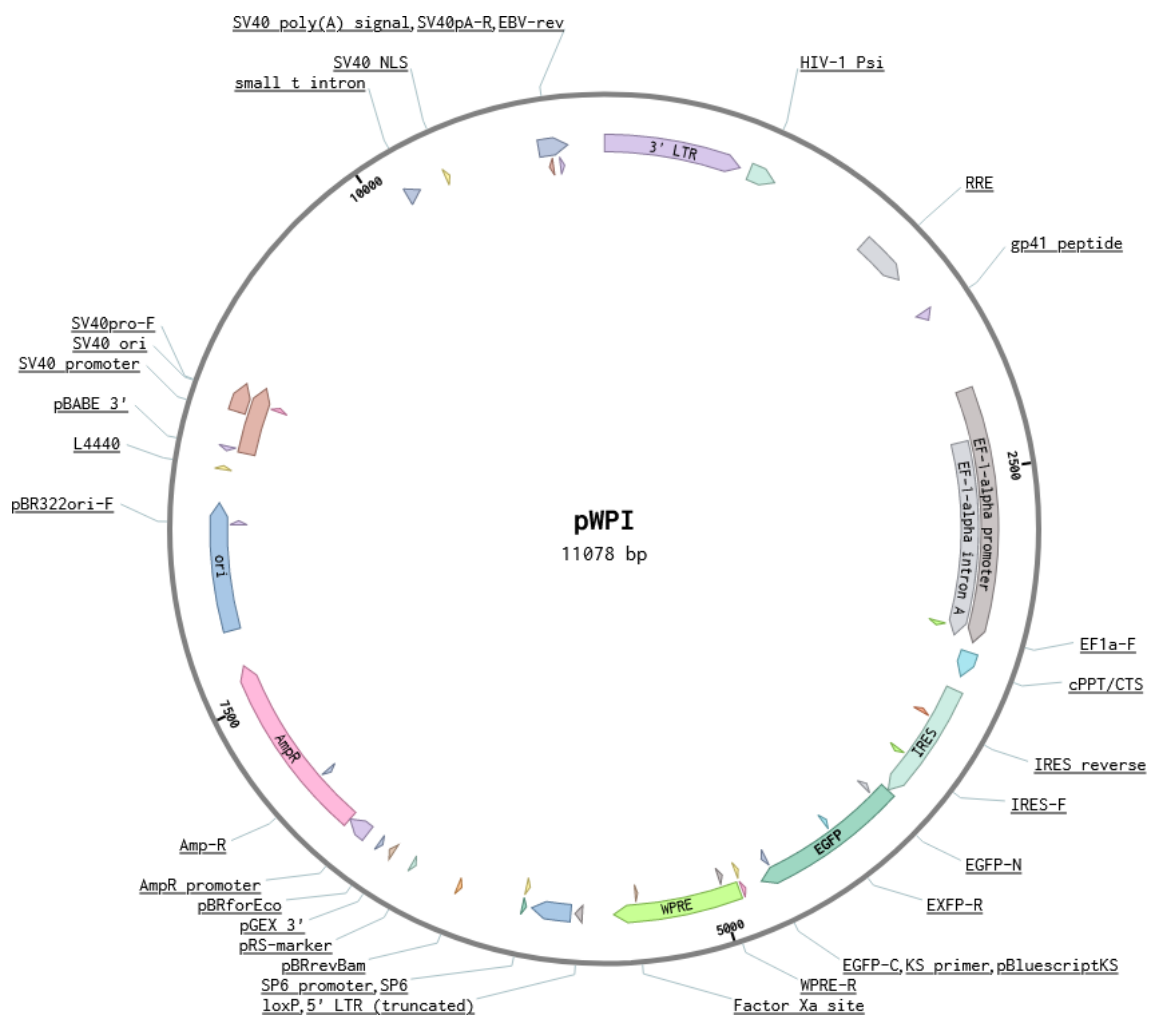 SV40 poly(A) signal, SV40pA-R, EBV-rev
SV40 NLS
small t intron
HIV-1 Psi
3' LTR
10000
RRE
gp41 peptide
SV40pro-F
SV40 ori
SV40 promoter
pBABE 3'
L4440
pBR322ori-F
ori
pWPI
11078 bp
2500
EF-1-alpha promoter
EF-1-alpha intron A
EF1a-F
cPPT/CTS
IRES
IRES reverse
IRES-F
7500
AmpR
EGFP
EGFP-N
EXFP-R
Amp-R
AmpR promoter
pBRforEco
pGEX 3'
pRS-marker
pBRrevBam
SP6 promoter, SP6
loxP, 5' LTR (truncated)
WPRE
5000
EGFP-C, KS primer, pBluescriptKS
WPRE-R
Factor Xa site